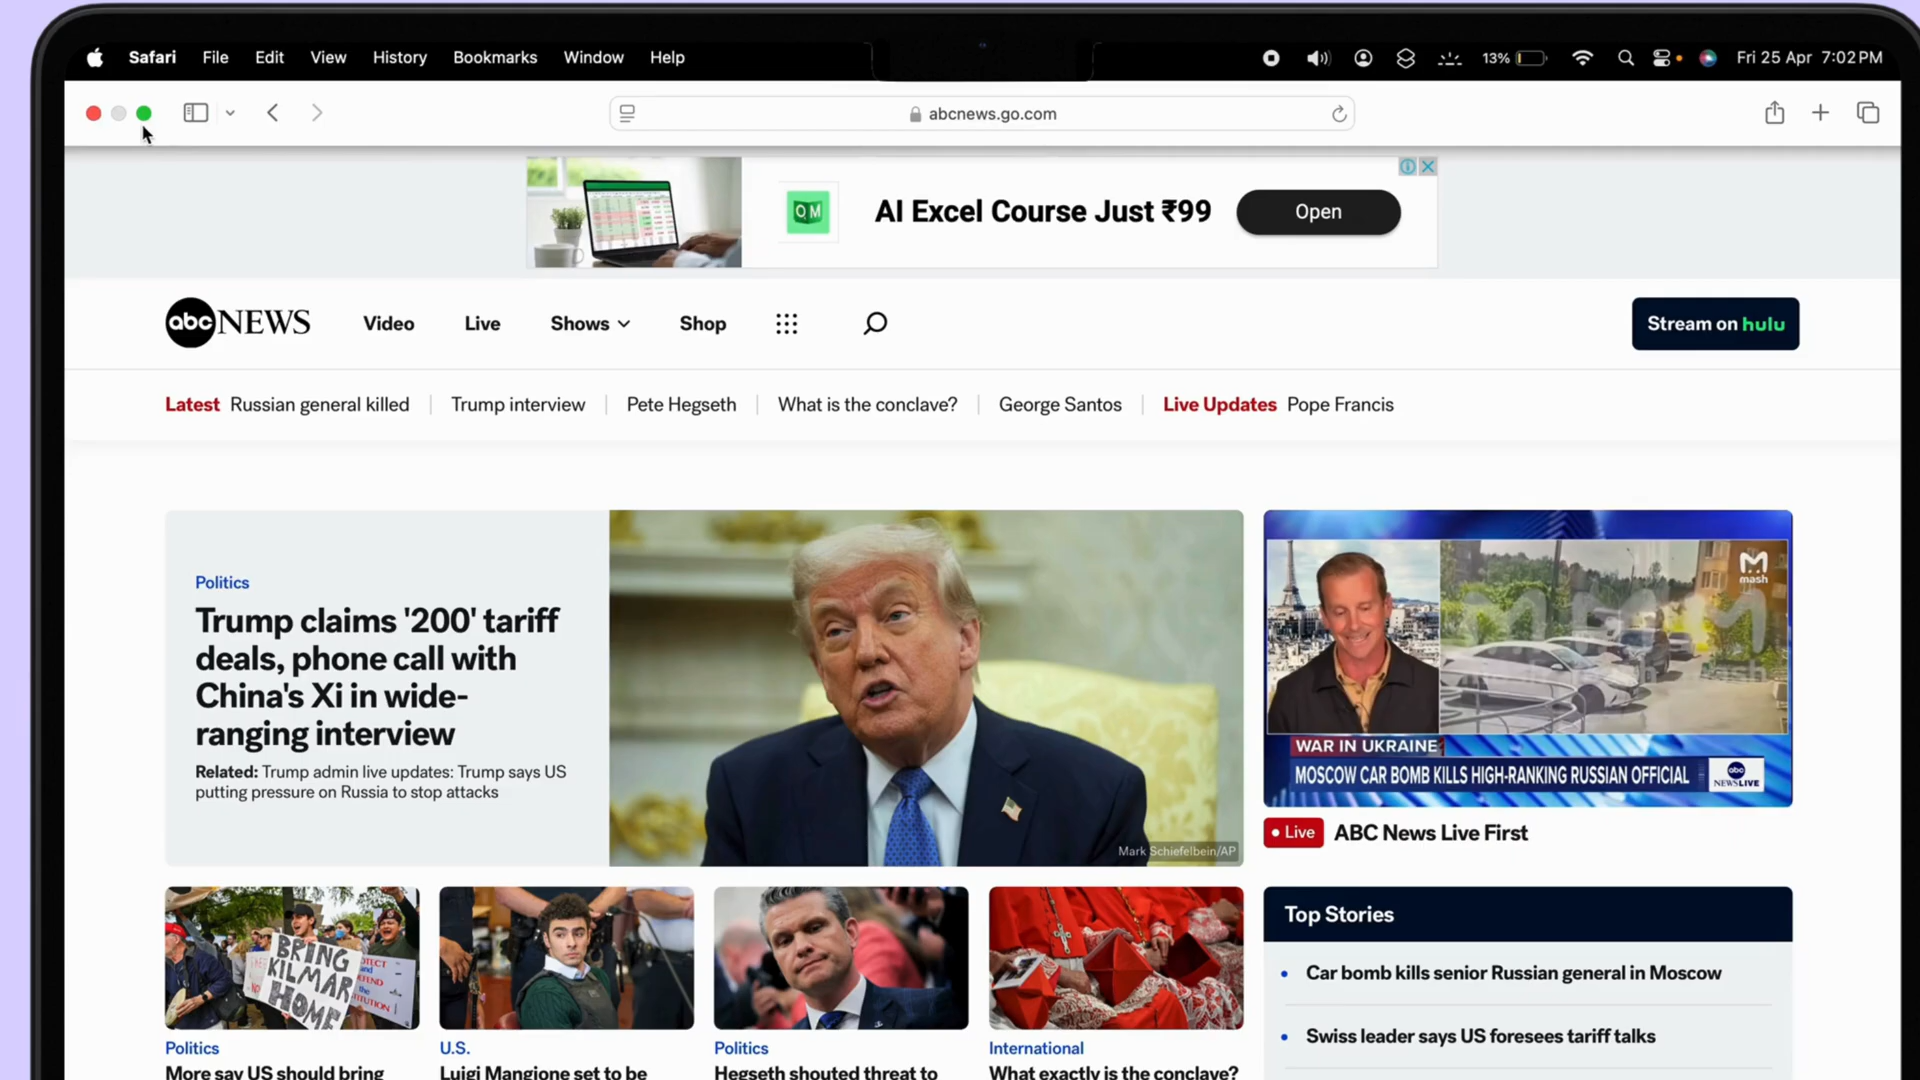 Safari File Edit View History Bookmarks Window Help
13%
Fri 25 Apr 7:02 PM
abcnews.go.com
QM
AI Excel Course Just ₹99
Open
abc NEWS
Video
Live
Shows
Shop
Stream on hulu
Latest Russian general killed
Trump interview
Pete Hegseth
What is the conclave?
George Santos
Live Updates Pope Francis
Politics
Trump claims '200' tariff
deals, phone call with
China's Xi in wide-
ranging interview
Related: Trump admin live updates: Trump says US
putting pressure on Russia to stop attacks
Mark Schiefelbein/AP
mash
WAR IN UKRAINE
MOSCOW CAR BOMB KILLS HIGH-RANKING RUSSIAN OFFICIAL
abc
NEWS LIVE
Live
ABC News Live First
BRING
KILMAR
HOME
Politics
More say US should bring
U.S.
Luigi Mangione set to be
Politics
Hegseth shouted threat to
International
What exactly is the conclave?
Top Stories
Car bomb kills senior Russian general in Moscow
Swiss leader says US foresees tariff talks